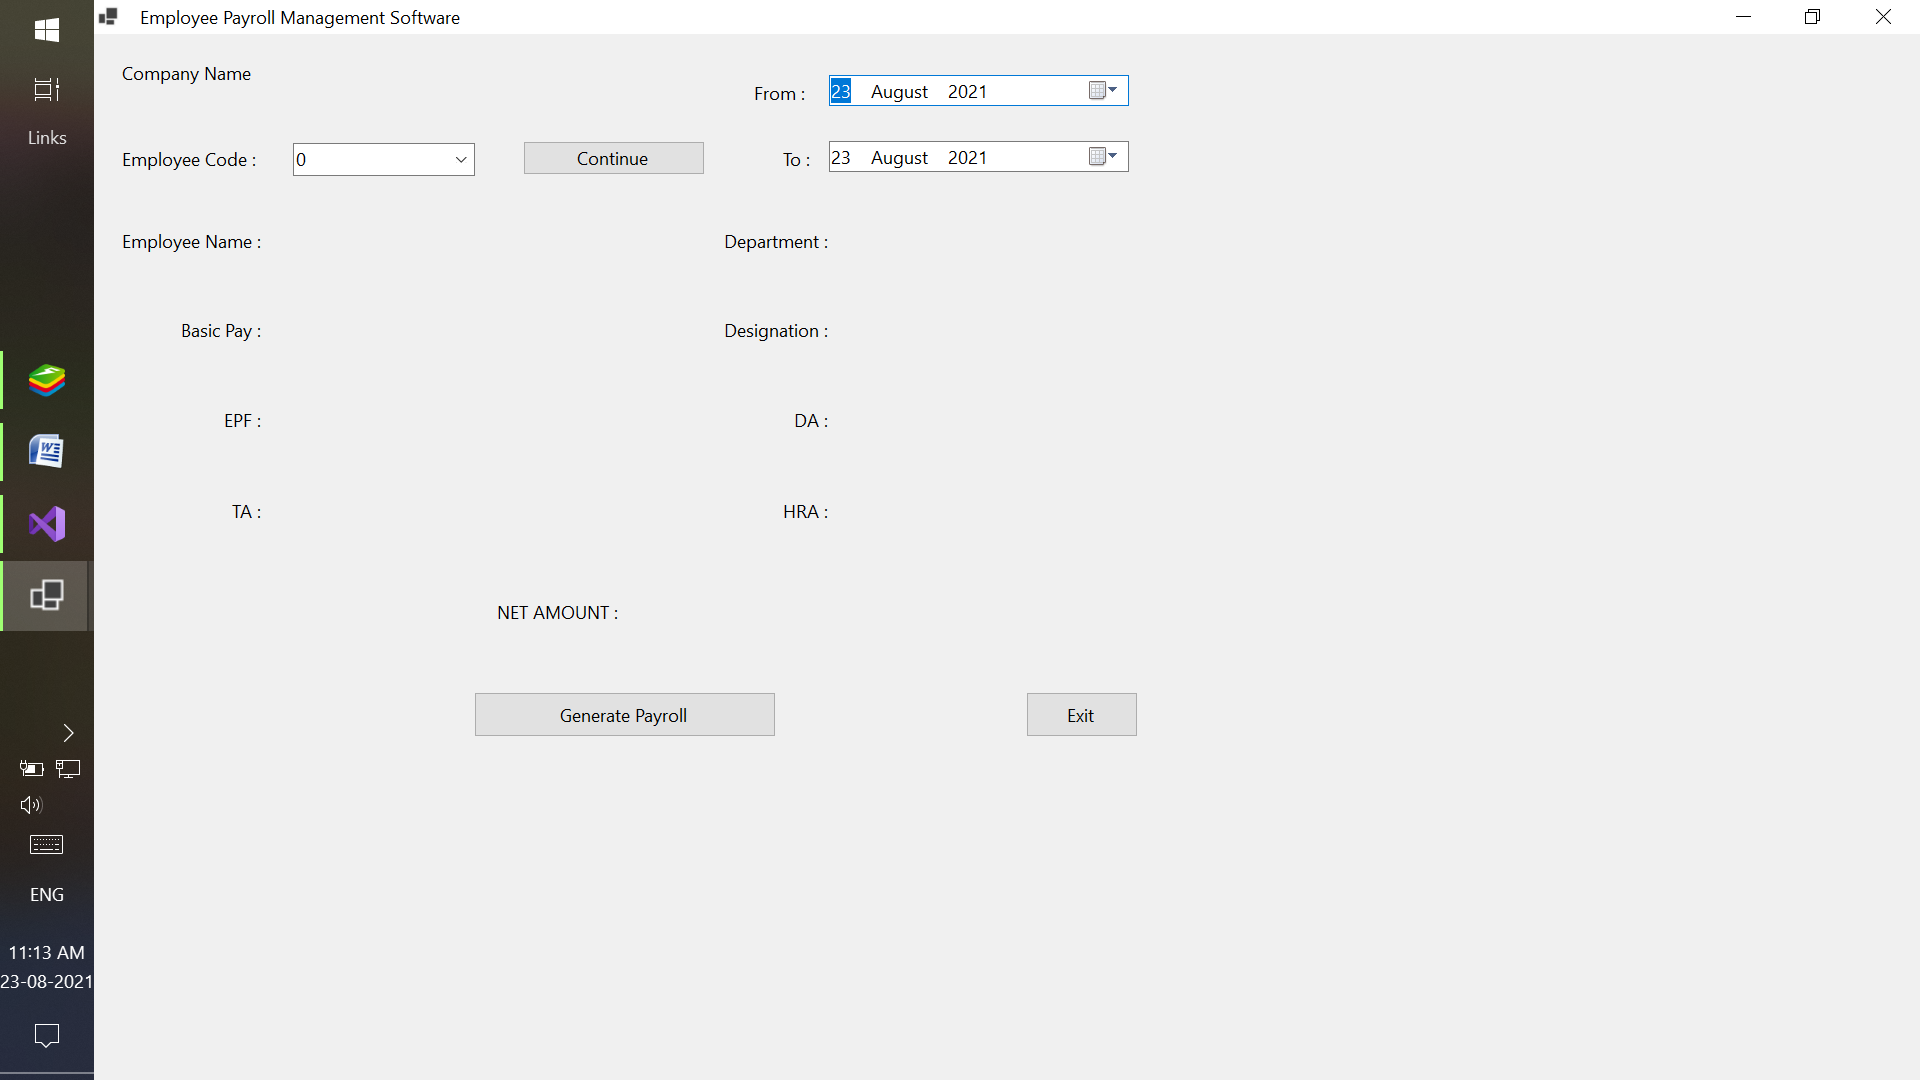 Employee Payroll Management Software
Links
Company Name
From :
23 August 2021
Employee Code :
0
Continue
To :
23 August 2021
Employee Name :
Department :
Basic Pay :
Designation :
EPF :
DA :
TA :
HRA :
NET AMOUNT :
Generate Payroll
Exit
ENG
11:13 AM
23-08-2021